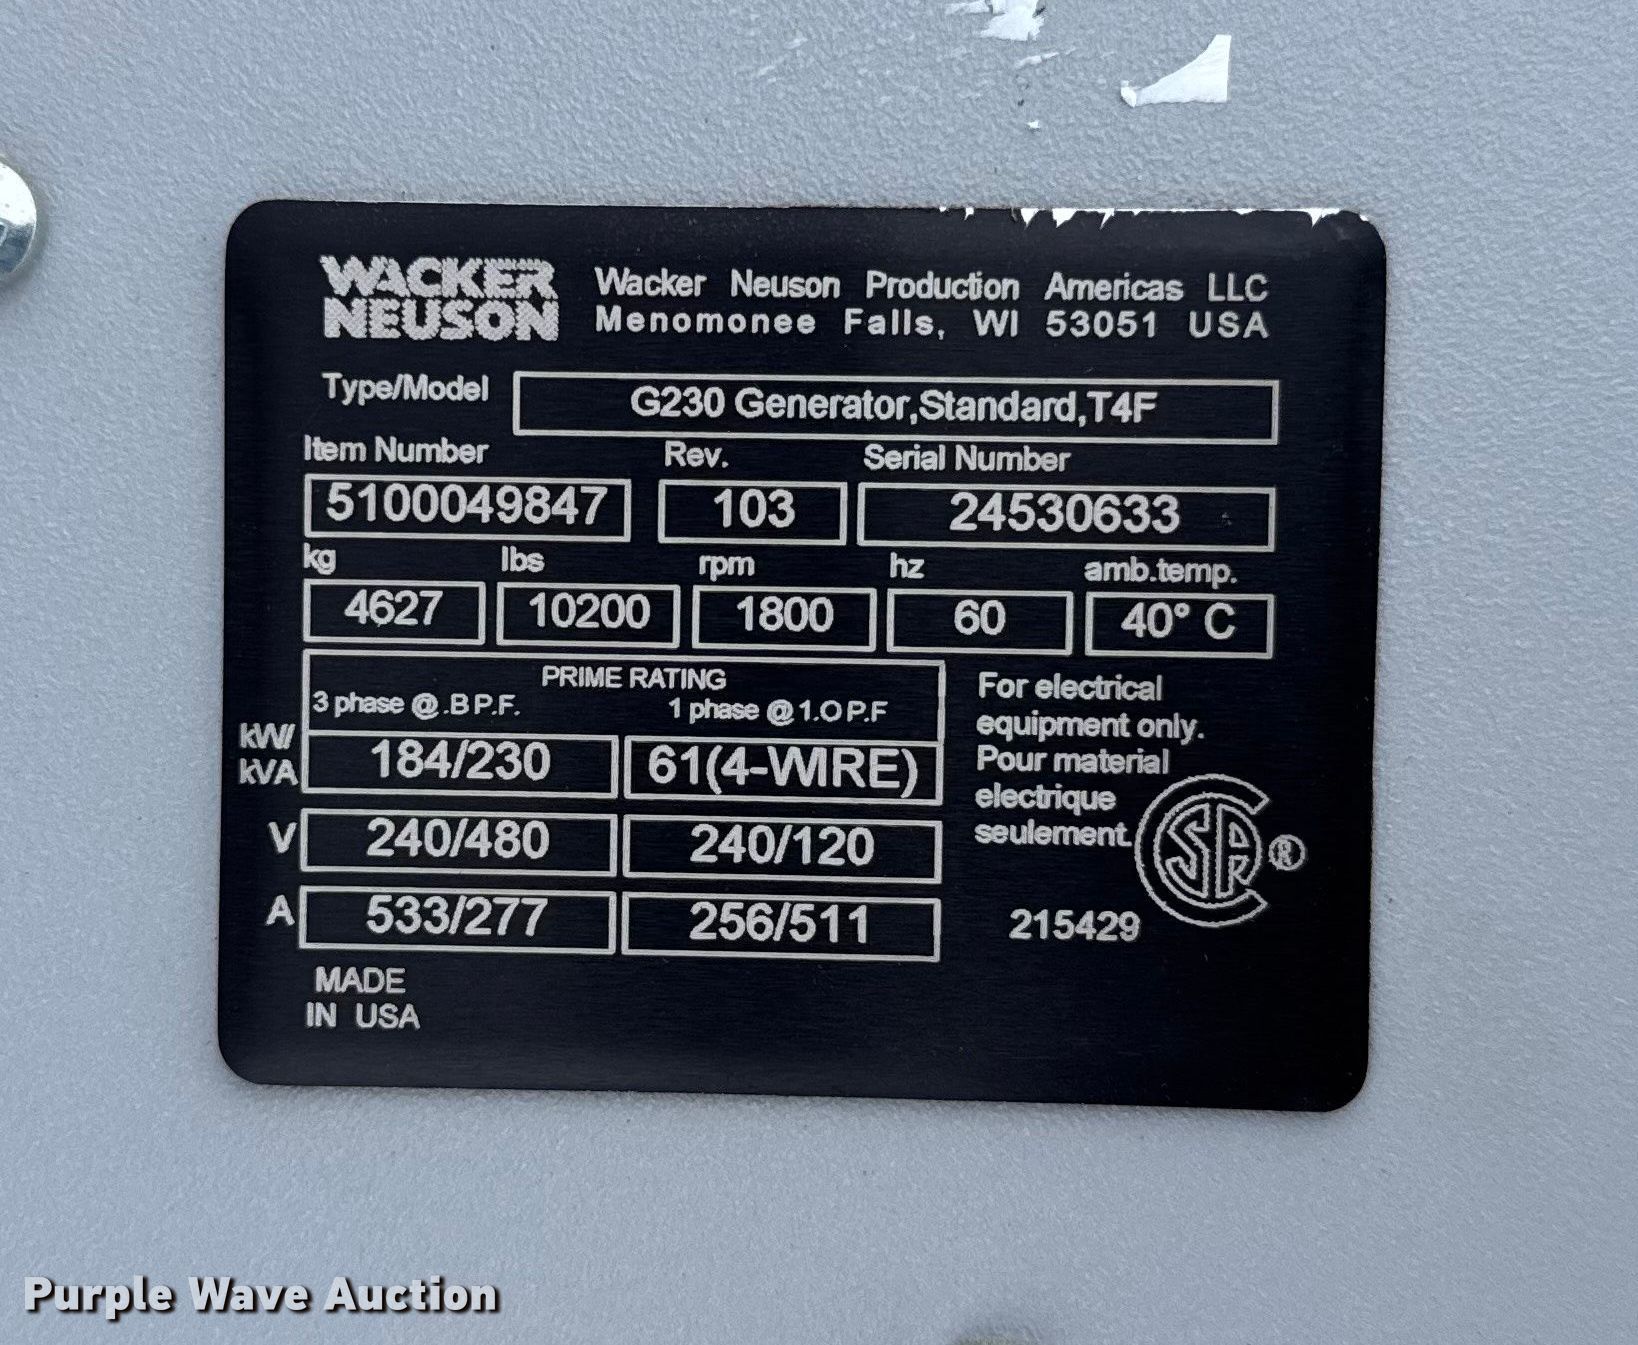 WACKER
NEUSON
Wacker Neuson Production Americas LLC
Menomonee Falls, WI 53051 USA
Type/Model G230 Generator,Standard,T4F
Item Number Rev. Serial Number
5100049847 103 24530633
kg lbs rpm hz amb.temp.
4627 10200 1800 60 40° C
PRIME RATING
3 phase @ .B P.F. 1 phase @ 1.O P.F
kW/
kVA 184/230 61(4-WIRE)
V 240/480 240/120
A 533/277 256/511
For electrical
equipment only.
Pour material
electrique
seulement.
CSA ®
215429
MADE
IN USA
Purple Wave Auction